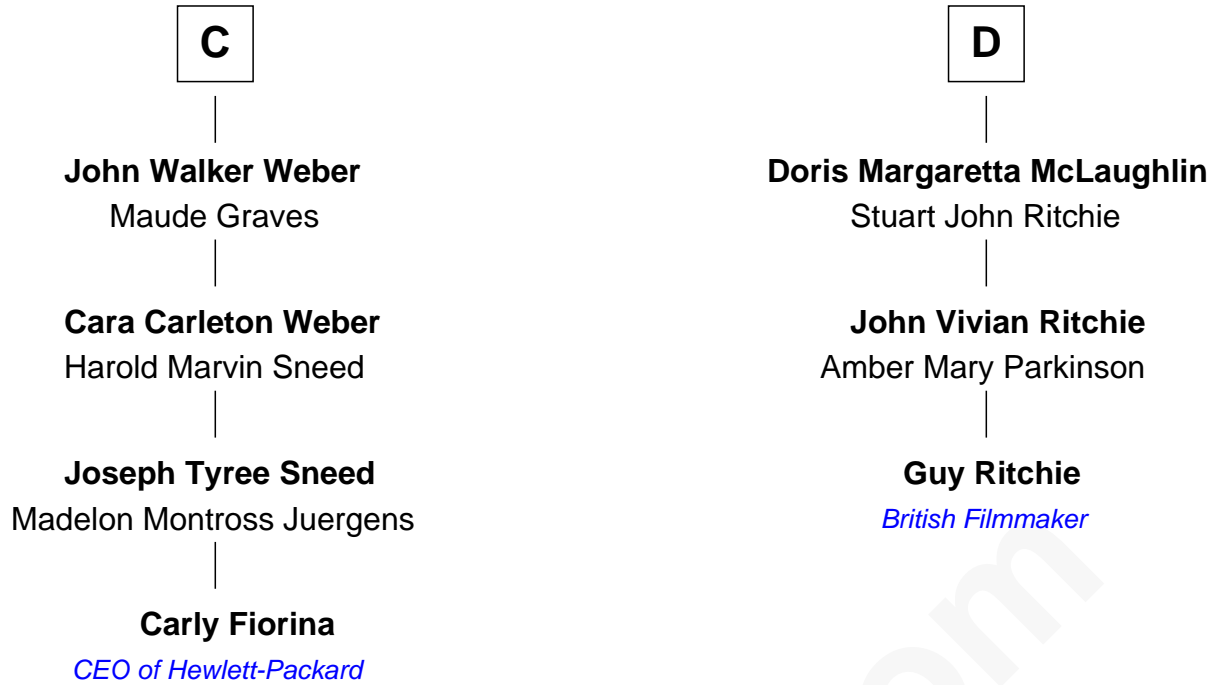 C
John Walker Weber
Maude Graves
Cara Carleton Weber
Harold Marvin Sneed
Joseph Tyree Sneed
Madelon Montross Juergens
Carly Fiorina
CEO of Hewlett-Packard
D
Doris Margaretta McLaughlin
Stuart John Ritchie
John Vivian Ritchie
Amber Mary Parkinson
Guy Ritchie
British Filmmaker
om